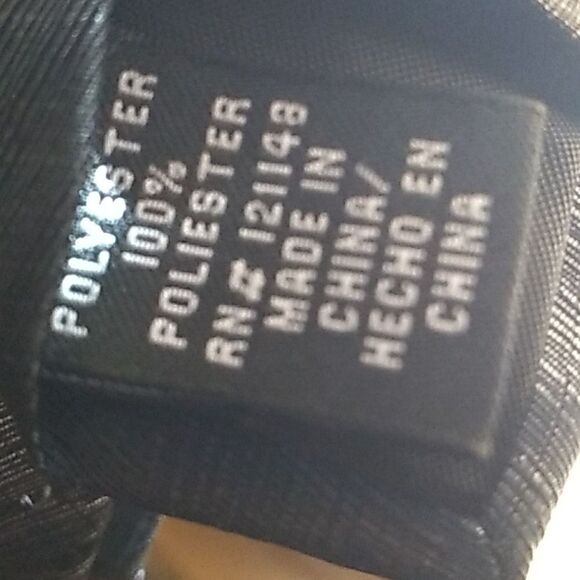 POLYESTER
100%
POLIESTER
RN# 121148
MADE IN
CHINA/
HECHO EN
CHINA